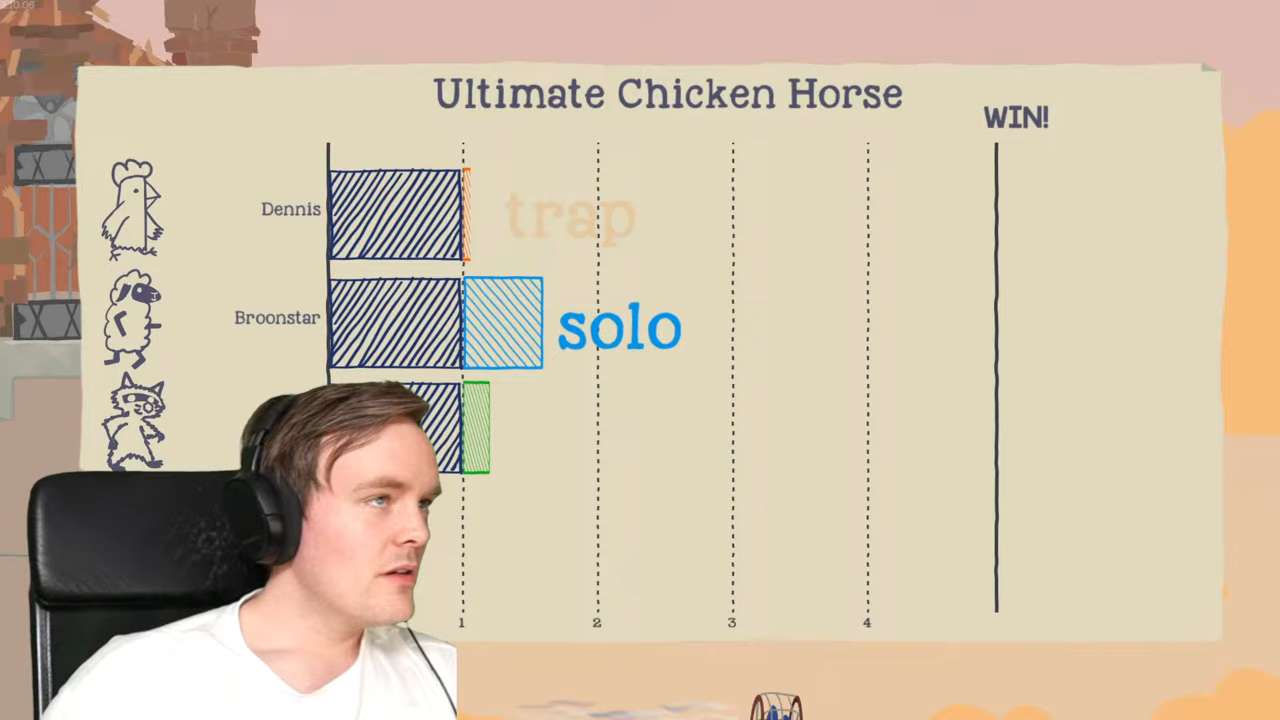 Ultimate Chicken Horse
WIN!
Dennis
trap
Broonstar
solo
1 2 3 4